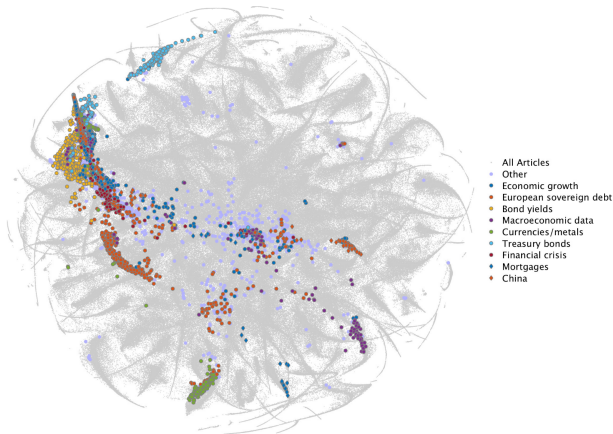 All Articles
Other
Economic growth
European sovereign debt
Bond yields
Macroeconomic data
Currencies/metals
Treasury bonds
Financial crisis
Mortgages
China